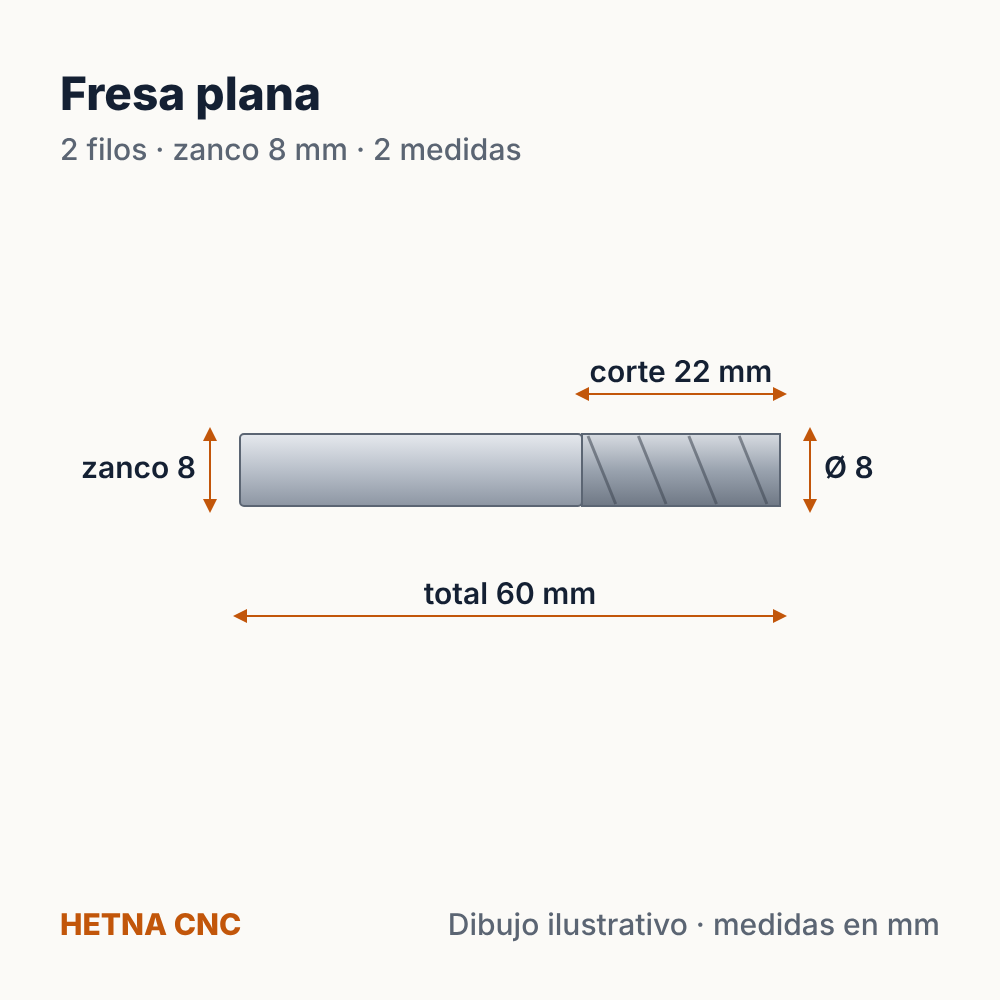 Fresa plana
2 filos · zanco 8 mm · 2 medidas
corte 22 mm
zanco 8
Ø 8
total 60 mm
HETNA CNC
Dibujo ilustrativo · medidas en mm